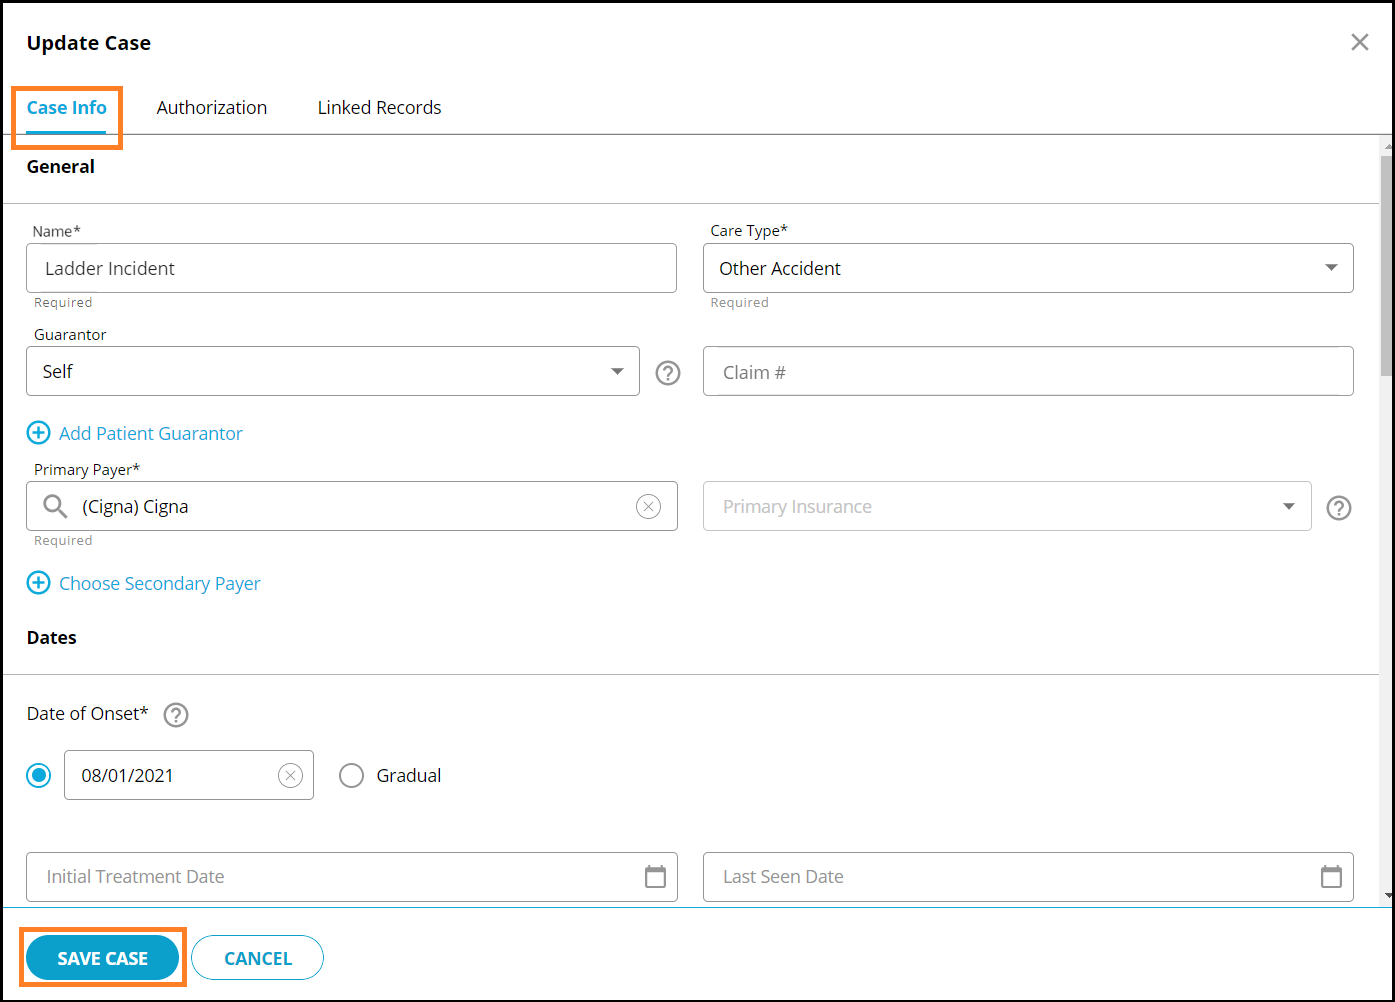 Update Case
Case Info Authorization Linked Records
General
Name* Care Type*
Ladder Incident Other Accident
Required Required
Guarantor
Self Claim #
Add Patient Guarantor
Primary Payer*
(Cigna) Cigna Primary Insurance
Required
Choose Secondary Payer
Dates
Date of Onset*
08/01/2021 Gradual
Initial Treatment Date Last Seen Date
SAVE CASE CANCEL